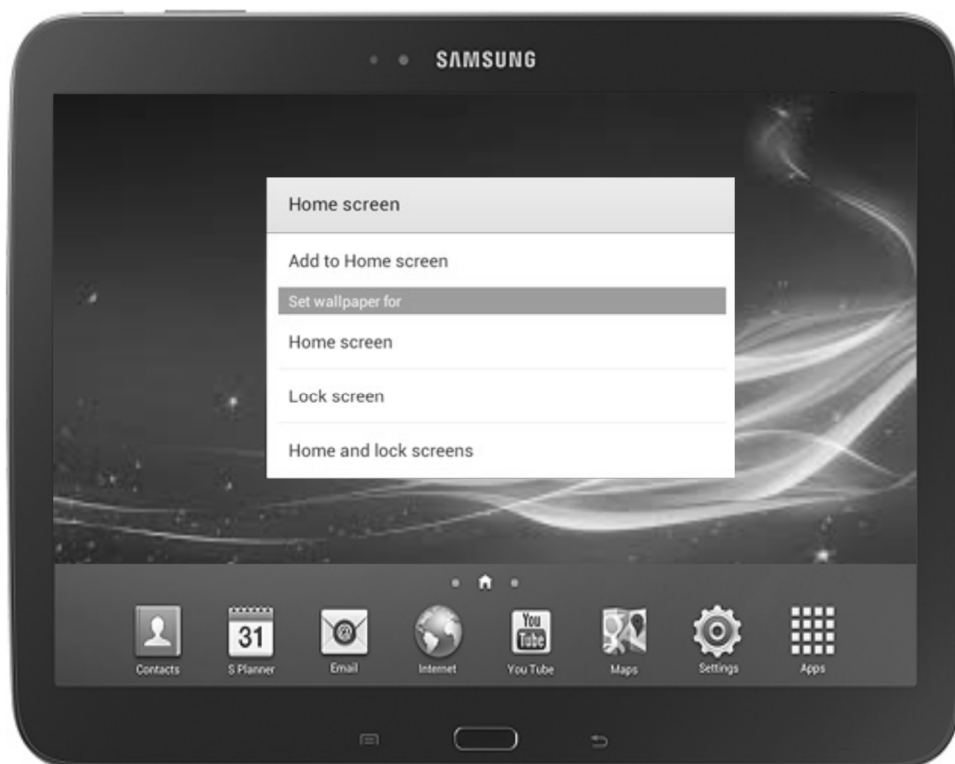 SAMSUNG
Home screen
Add to Home screen
Set wallpaper for
Home screen
Lock screen
Home and lock screens
31
You
Tube
Contacts
S Planner
Email
Internet
You Tube
Maps
Settings
Apps